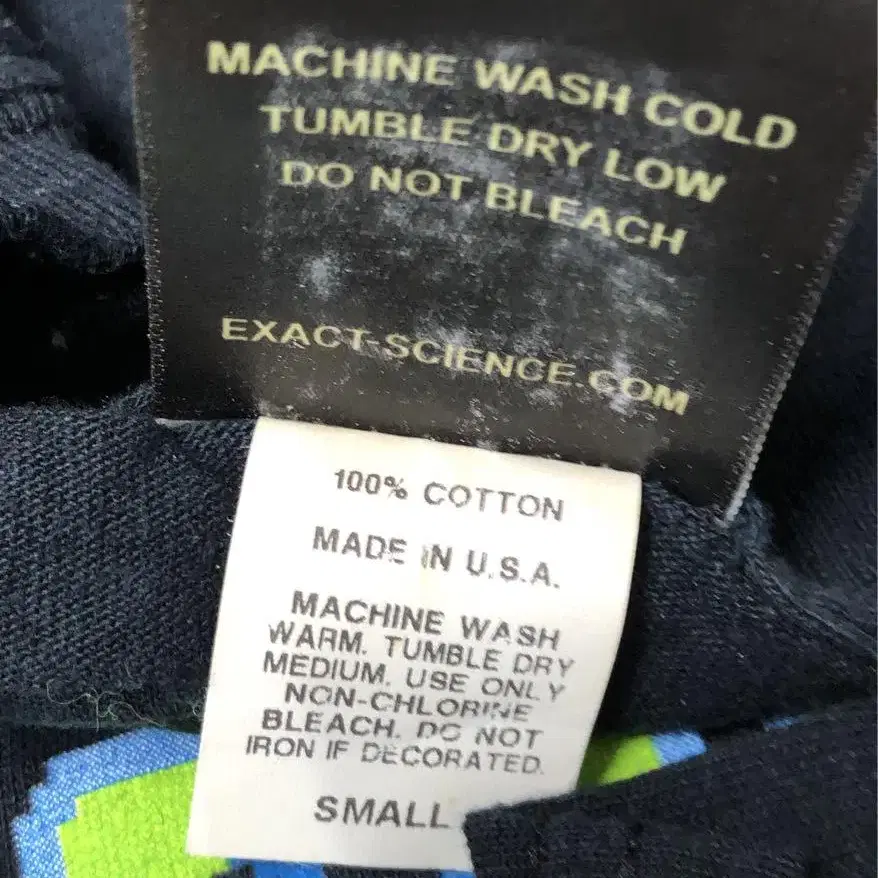 MACHINE WASH COLD
TUMBLE DRY LOW
DO NOT BLEACH
EXACT-SCIENCE.COM
100% COTTON
MADE IN U.S.A.
MACHINE WASH
WARM. TUMBLE DRY
MEDIUM. USE ONLY
NON-CHLORINE
BLEACH. DO NOT
IRON IF DECORATED.
SMALL